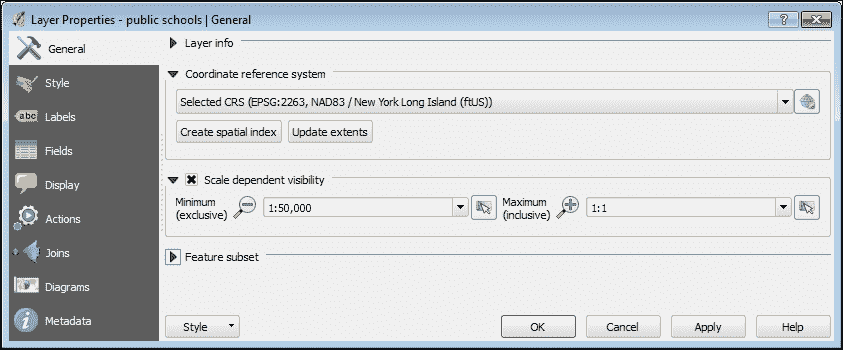 Layer Properties - public schools | General
?
General
Style
abc Labels
Fields
Display
Actions
Joins
Diagrams
Metadata
Layer info
Coordinate reference system
Selected CRS (EPSG:2263, NAD83 / New York Long Island (ftUS))
Create spatial index Update extents
Scale dependent visibility
Minimum (exclusive) 1:50,000 Maximum (inclusive) 1:1
Feature subset
Style OK Cancel Apply Help